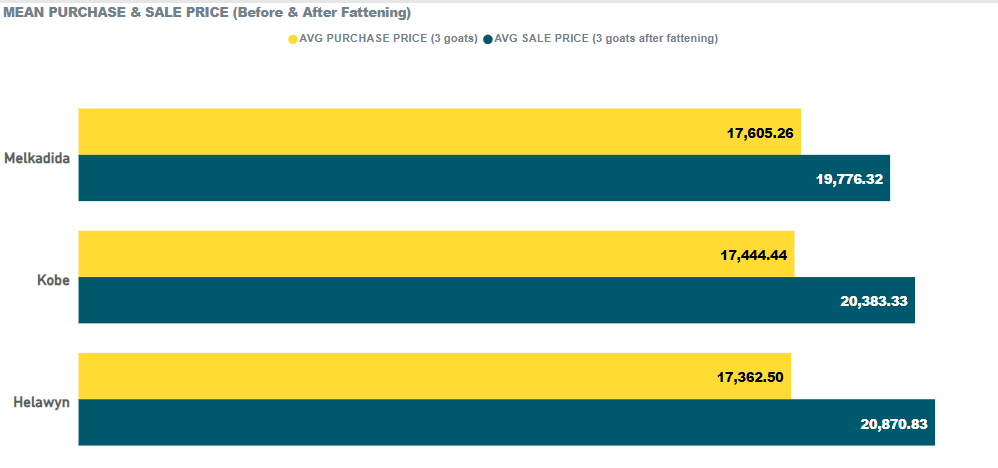 MEAN PURCHASE & SALE PRICE (Before & After Fattening)
AVG PURCHASE PRICE (3 goats) AVG SALE PRICE (3 goats after fattening)
17,605.26
Melkadida
19,776.32
17,444.44
Kobe
20,383.33
17,362.50
Helawyn
20,870.83